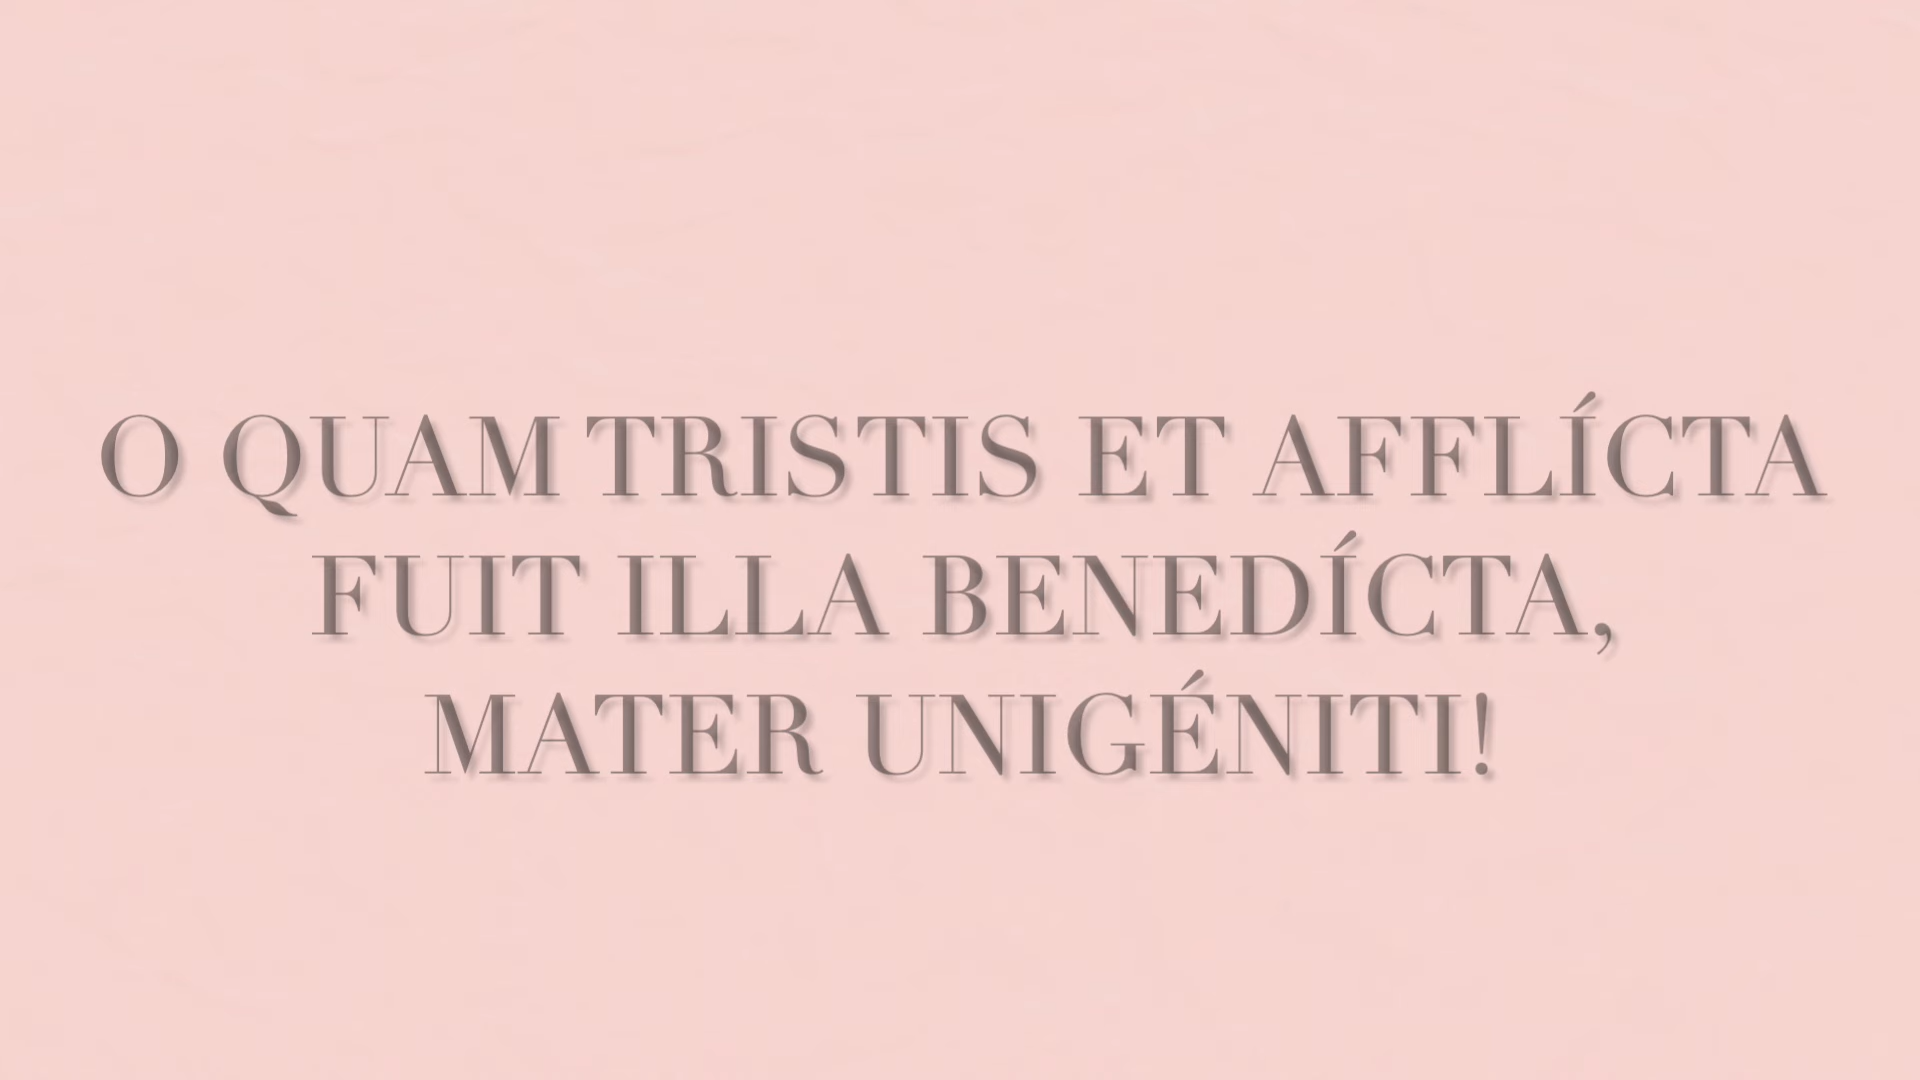 O QUAM TRISTIS ET AFFLÍCTA
FUIT ILLA BENEDÍCTA,
MATER UNIGÉNITI!